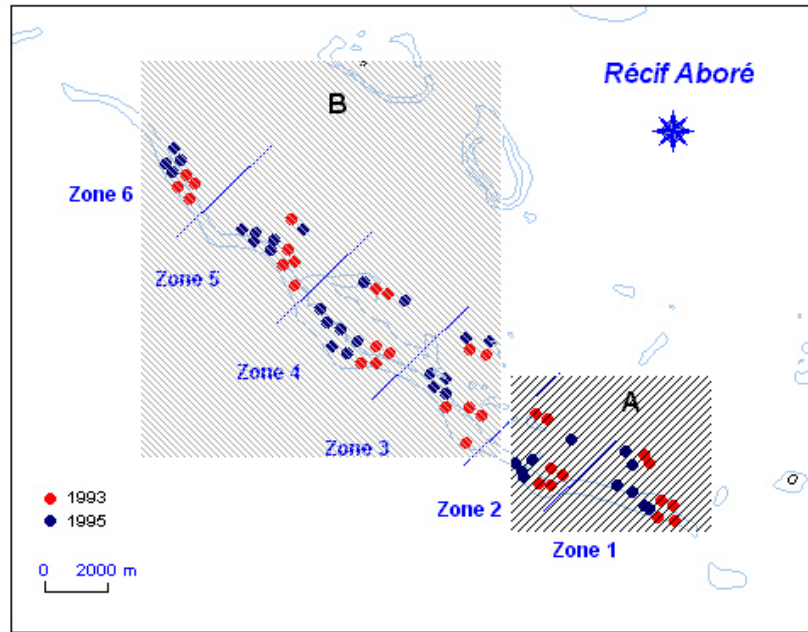 Récif Aboré
B
Zone 6
Zone 5
Zone 4
A
Zone 3
1993
Zone 2
1995
Zone 1
0 2000 m